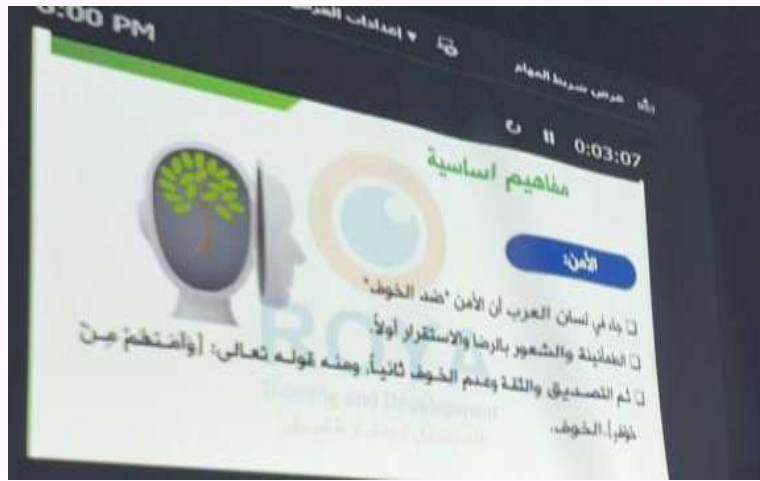 :00 PM
إعدادات العرض
عرض شريط المهام
0:03:07
مفاهيم اساسية
الأمن:
جاء في لسان العرب أن الأمن "ضد الخوف"
الطمأنينة والشعور بالرضا والاستقرار أولاً.
ثم التصديق والثقة وعدم الخوف ثانياً، ومنه قوله تعالى: [وَآمَنَهُمْ مِنْ
خَوْفٍ].الخوف.
ROYA
Training and Development